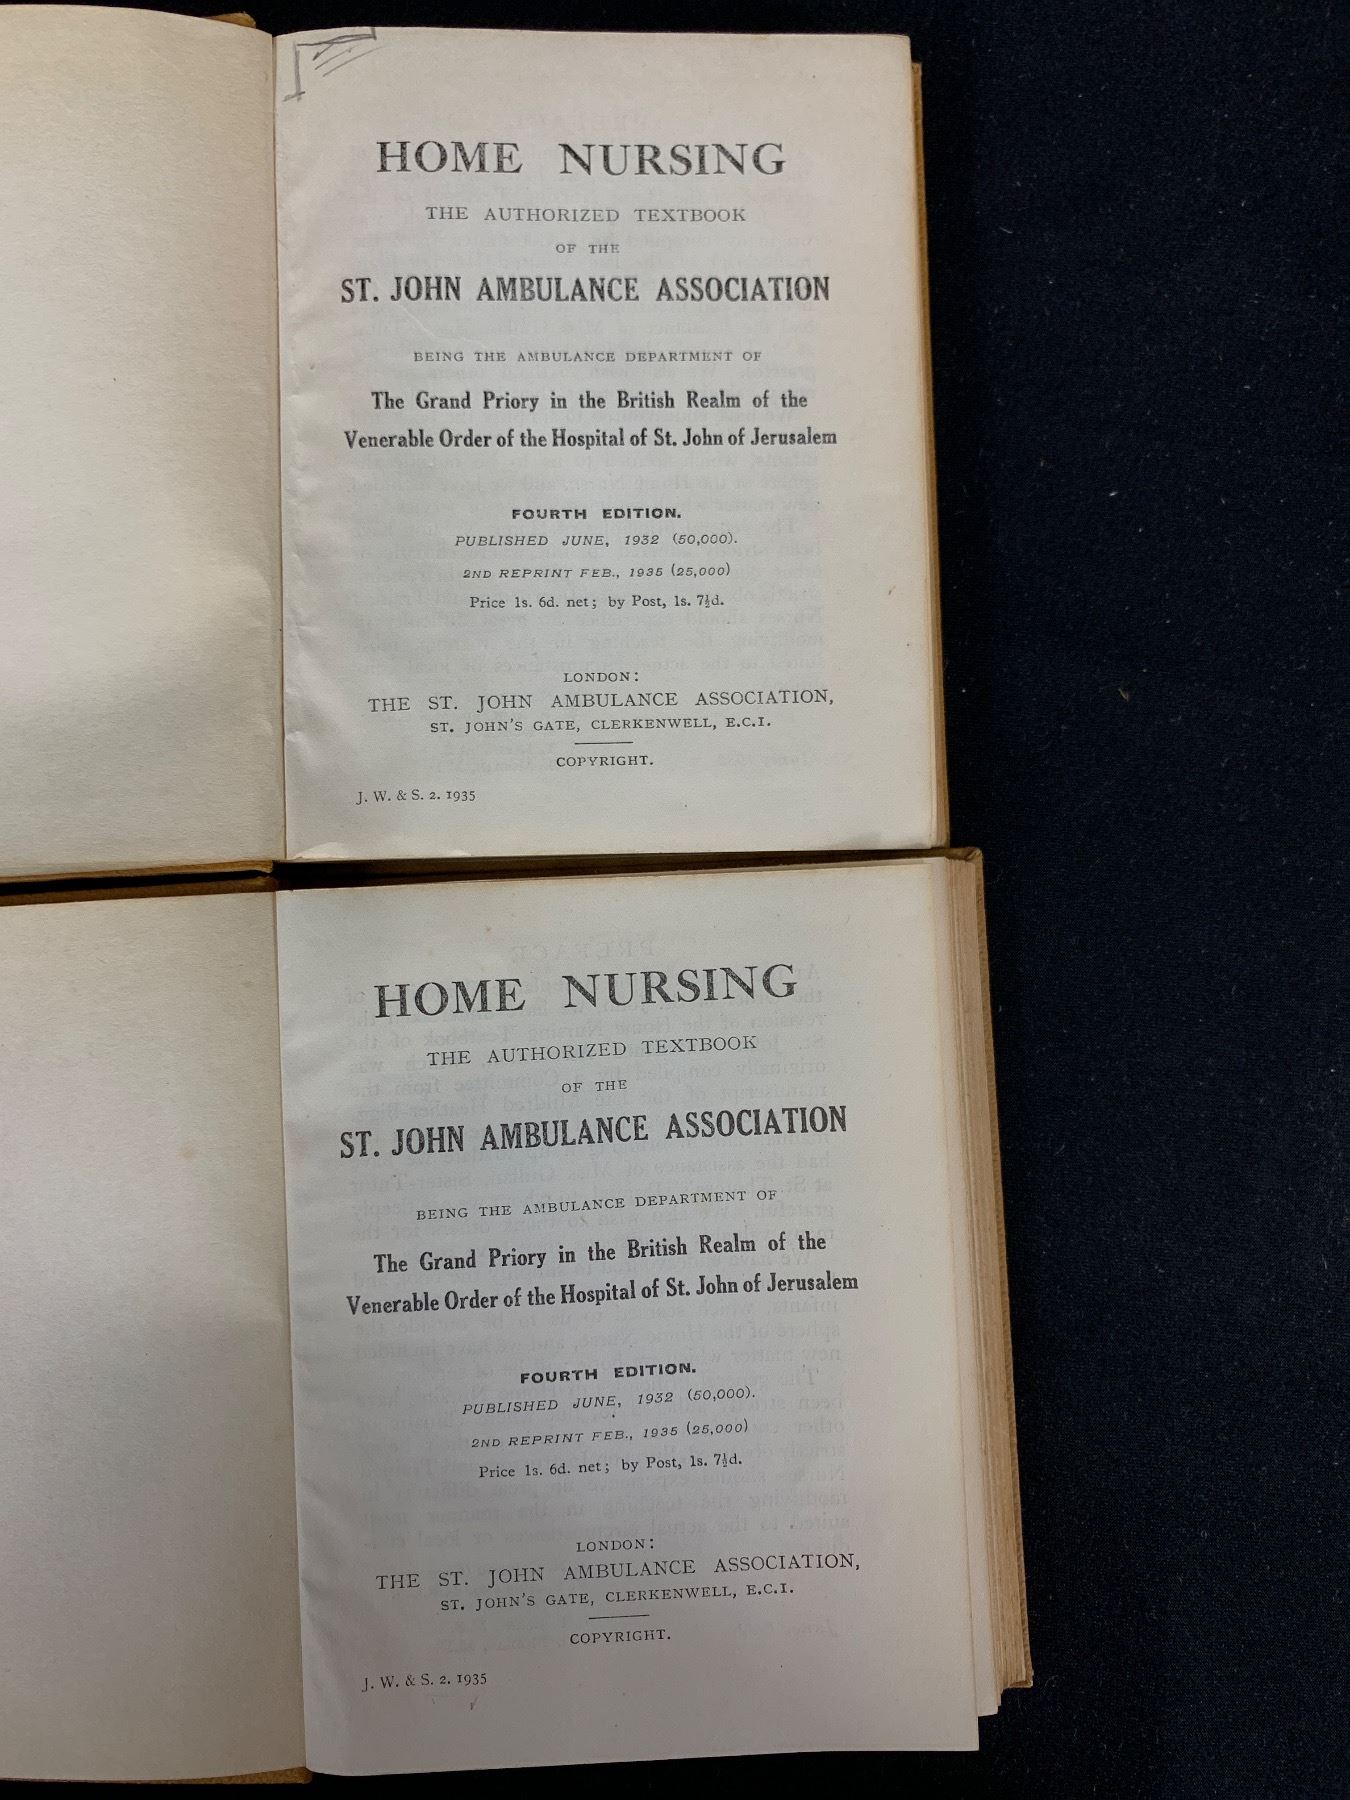 HOME NURSING
THE AUTHORIZED TEXTBOOK
OF THE
ST. JOHN AMBULANCE ASSOCIATION
BEING THE AMBULANCE DEPARTMENT OF
The Grand Priory in the British Realm of the
Venerable Order of the Hospital of St. John of Jerusalem
FOURTH EDITION.
PUBLISHED JUNE, 1932 (50,000).
2ND REPRINT FEB., 1935 (25,000)
Price 1s. 6d. net; by Post, 1s. 7½d.
LONDON:
THE ST. JOHN AMBULANCE ASSOCIATION,
ST. JOHN'S GATE, CLERKENWELL, E.C.1.
COPYRIGHT.
J. W. & S. 2. 1935
HOME NURSING
THE AUTHORIZED TEXTBOOK
OF THE
ST. JOHN AMBULANCE ASSOCIATION
BEING THE AMBULANCE DEPARTMENT OF
The Grand Priory in the British Realm of the
Venerable Order of the Hospital of St. John of Jerusalem
FOURTH EDITION.
PUBLISHED JUNE, 1932 (50,000).
2ND REPRINT FEB., 1935 (25,000)
Price 1s. 6d. net; by Post, 1s. 7½d.
LONDON:
THE ST. JOHN AMBULANCE ASSOCIATION,
ST. JOHN'S GATE, CLERKENWELL, E.C.1.
COPYRIGHT.
J. W. & S. 2. 1935